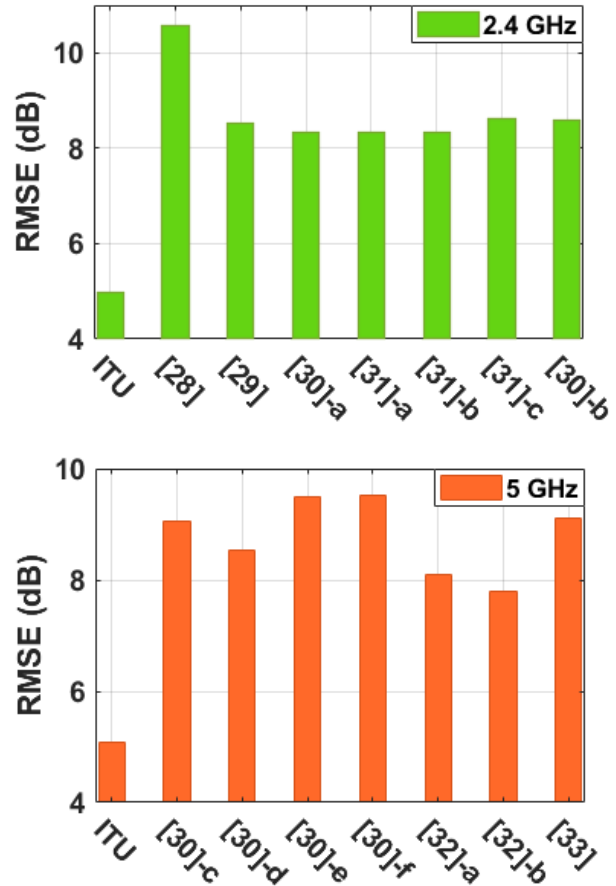 2.4 GHz
RMSE (dB)
10
8
6
4
ITU
[28]
[29]
[30]-a
[31]-a
[31]-b
[31]-c
[30]-b
5 GHz
RMSE (dB)
10
8
6
4
ITU
[30]-c
[30]-d
[30]-e
[30]-f
[32]-a
[32]-b
[33]